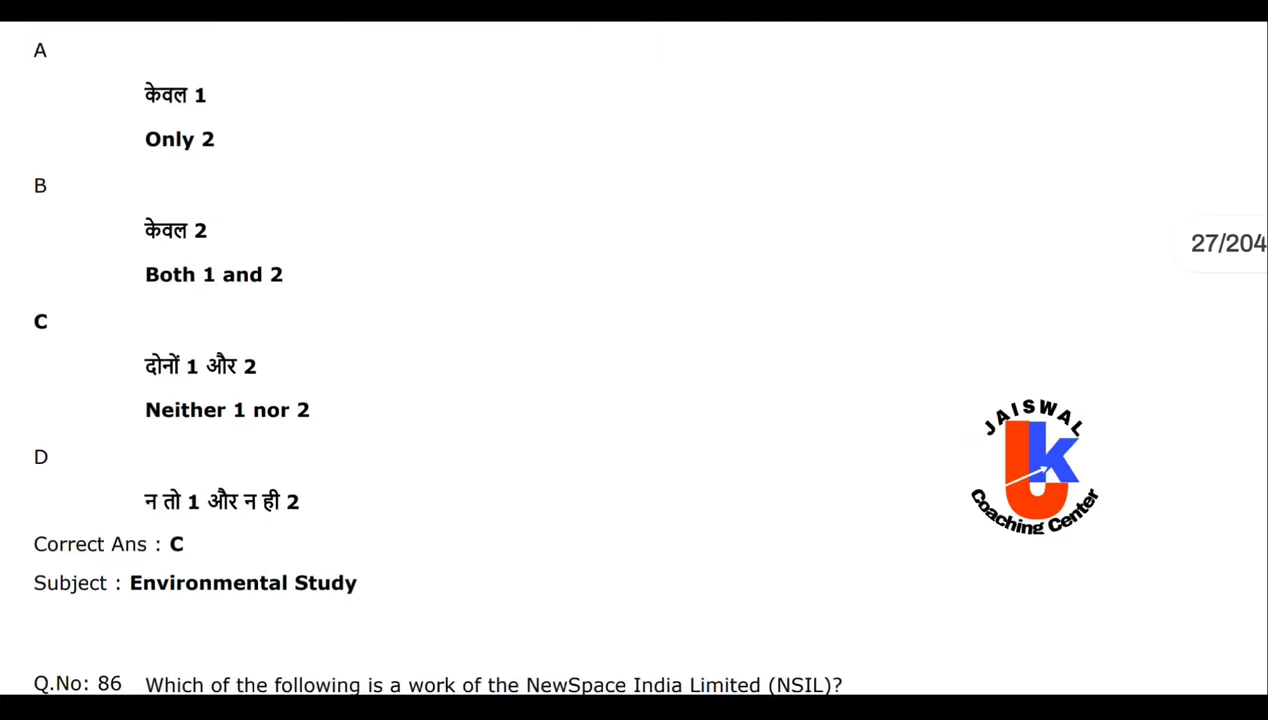 A
केवल 1
Only 2
B
केवल 2
Both 1 and 2
27/204
C
दोनों 1 और 2
Neither 1 nor 2
JAISWAL
Jk
Coaching Center
D
न तो 1 और न ही 2
Correct Ans : C
Subject : Environmental Study
Q.No: 86 Which of the following is a work of the NewSpace India Limited (NSIL)?